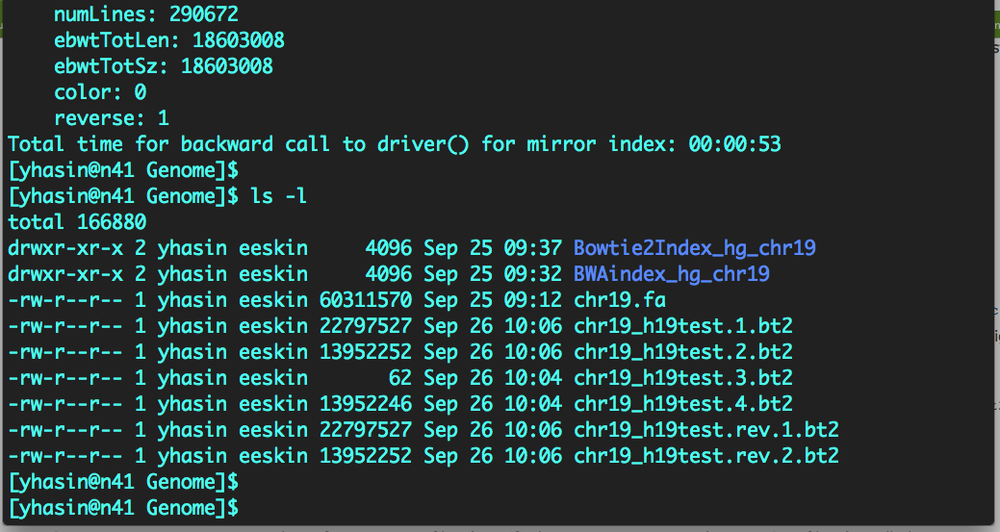 numLines: 290672
ebwtTotLen: 18603008
ebwtTotSz: 18603008
color: 0
reverse: 1
Total time for backward call to driver() for mirror index: 00:00:53
[yhasin@n41 Genome]$
[yhasin@n41 Genome]$ ls -l
total 166880
drwxr-xr-x 2 yhasin eeskin     4096 Sep 25 09:37 Bowtie2Index_hg_chr19
drwxr-xr-x 2 yhasin eeskin     4096 Sep 25 09:32 BWAindex_hg_chr19
-rw-r--r-- 1 yhasin eeskin 60311570 Sep 25 09:12 chr19.fa
-rw-r--r-- 1 yhasin eeskin 22797527 Sep 26 10:06 chr19_h19test.1.bt2
-rw-r--r-- 1 yhasin eeskin 13952252 Sep 26 10:06 chr19_h19test.2.bt2
-rw-r--r-- 1 yhasin eeskin       62 Sep 26 10:04 chr19_h19test.3.bt2
-rw-r--r-- 1 yhasin eeskin 13952246 Sep 26 10:04 chr19_h19test.4.bt2
-rw-r--r-- 1 yhasin eeskin 22797527 Sep 26 10:06 chr19_h19test.rev.1.bt2
-rw-r--r-- 1 yhasin eeskin 13952252 Sep 26 10:06 chr19_h19test.rev.2.bt2
[yhasin@n41 Genome]$
[yhasin@n41 Genome]$